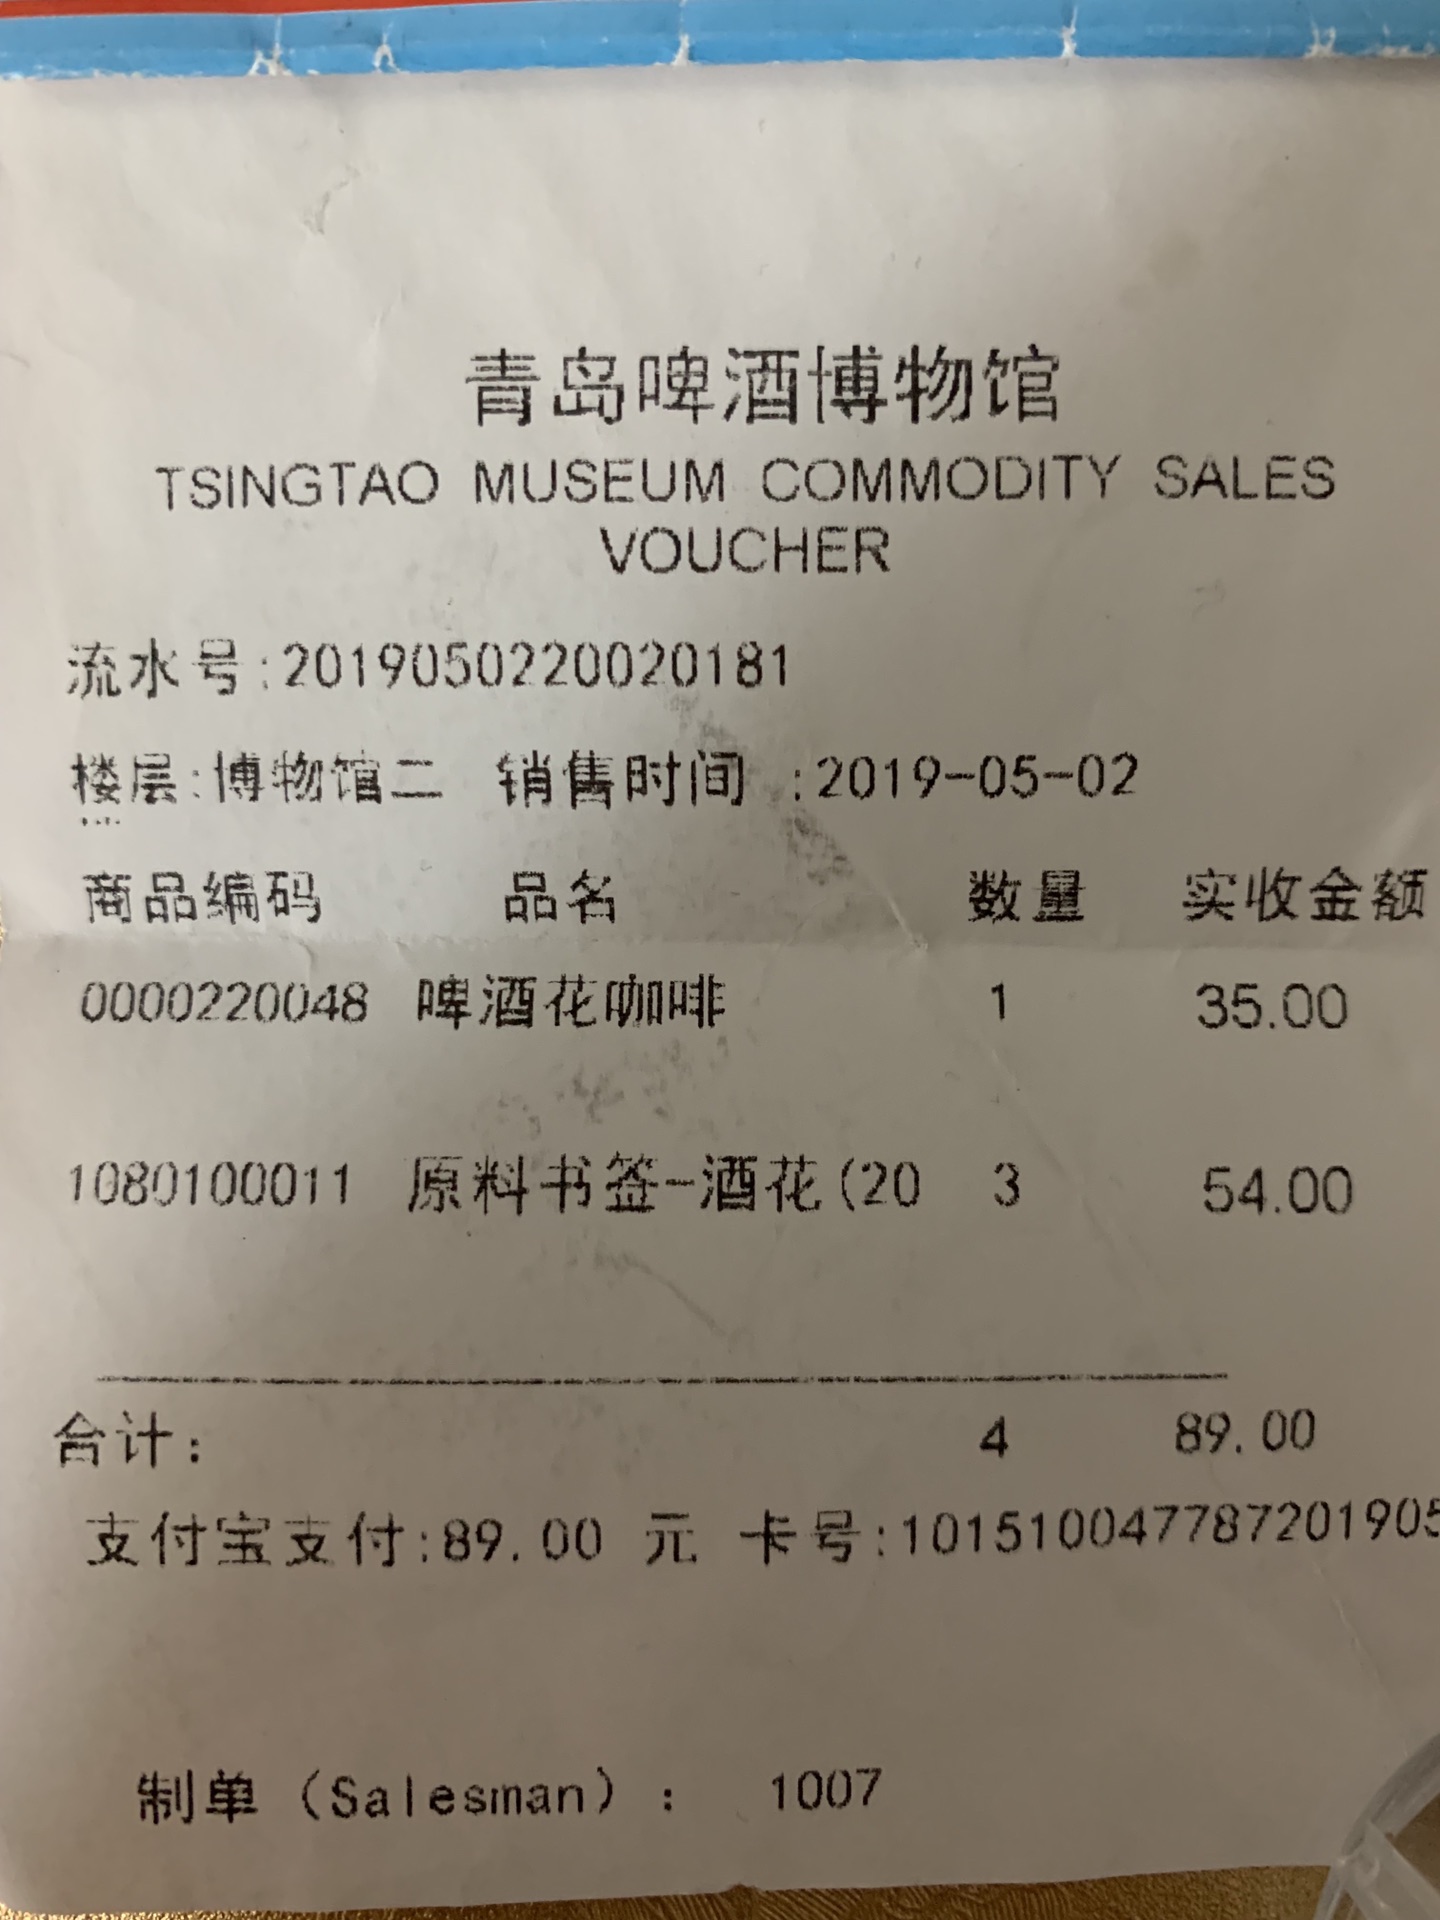 青岛啤酒博物馆
TSINGTAO MUSEUM COMMODITY SALES
VOUCHER
流水号:2019050220020181
楼层:博物馆二 销售时间 :2019-05-02
商品编码 品名 数量 实收金额
0000220048 啤酒花咖啡 1 35.00
1080100011 原料书签-酒花(20 3 54.00
合计: 4 89.00
支付宝支付:89.00 元 卡号:101510047787201905
制单 (Salesman) : 1007